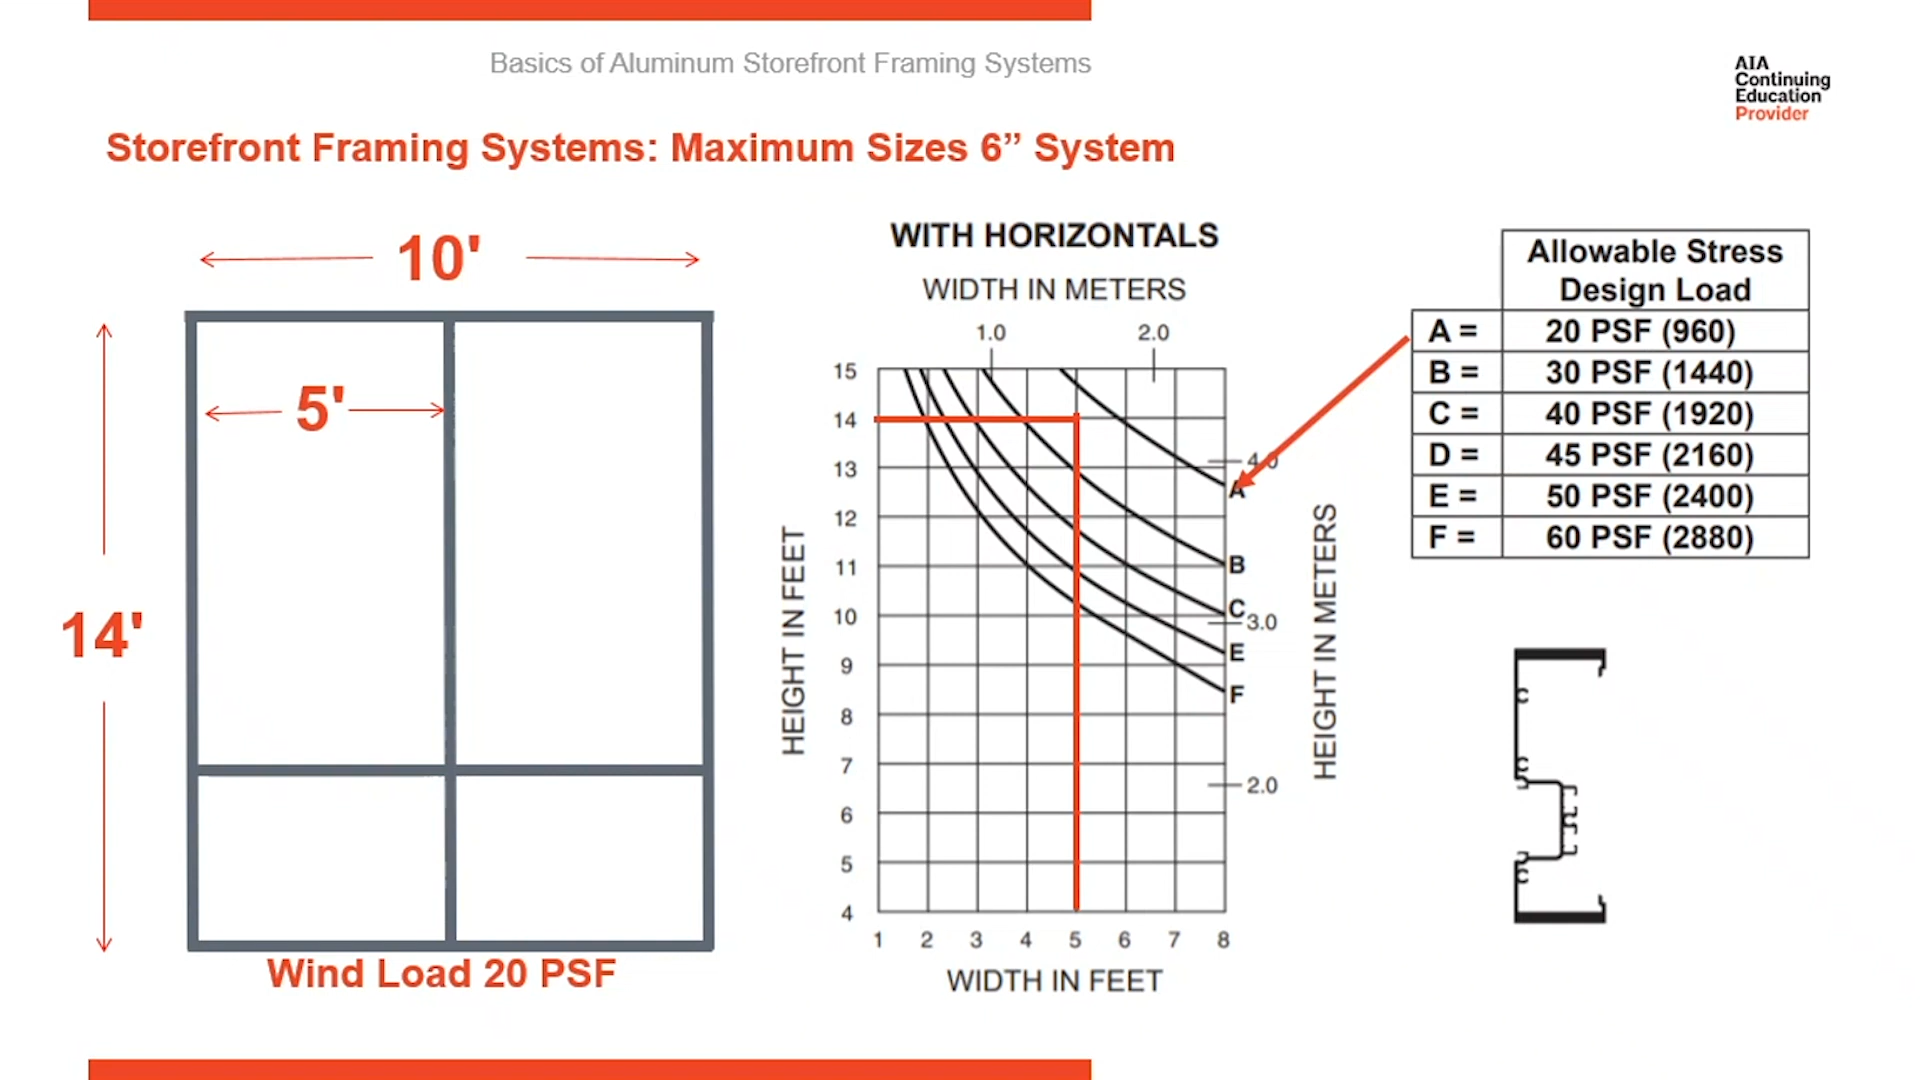 Basics of Aluminum Storefront Framing Systems
AIA
Continuing
Education
Provider
Storefront Framing Systems: Maximum Sizes 6” System
10'
5'
14'
Wind Load 20 PSF
WITH HORIZONTALS
WIDTH IN METERS
1.0 2.0
15
14
13
12
11
10
9
8
7
6
5
4
HEIGHT IN FEET
1 2 3 4 5 6 7 8
WIDTH IN FEET
4.0
A
B
C
3.0
E
F
2.0
HEIGHT IN METERS
Allowable Stress
Design Load
A = 20 PSF (960)
B = 30 PSF (1440)
C = 40 PSF (1920)
D = 45 PSF (2160)
E = 50 PSF (2400)
F = 60 PSF (2880)